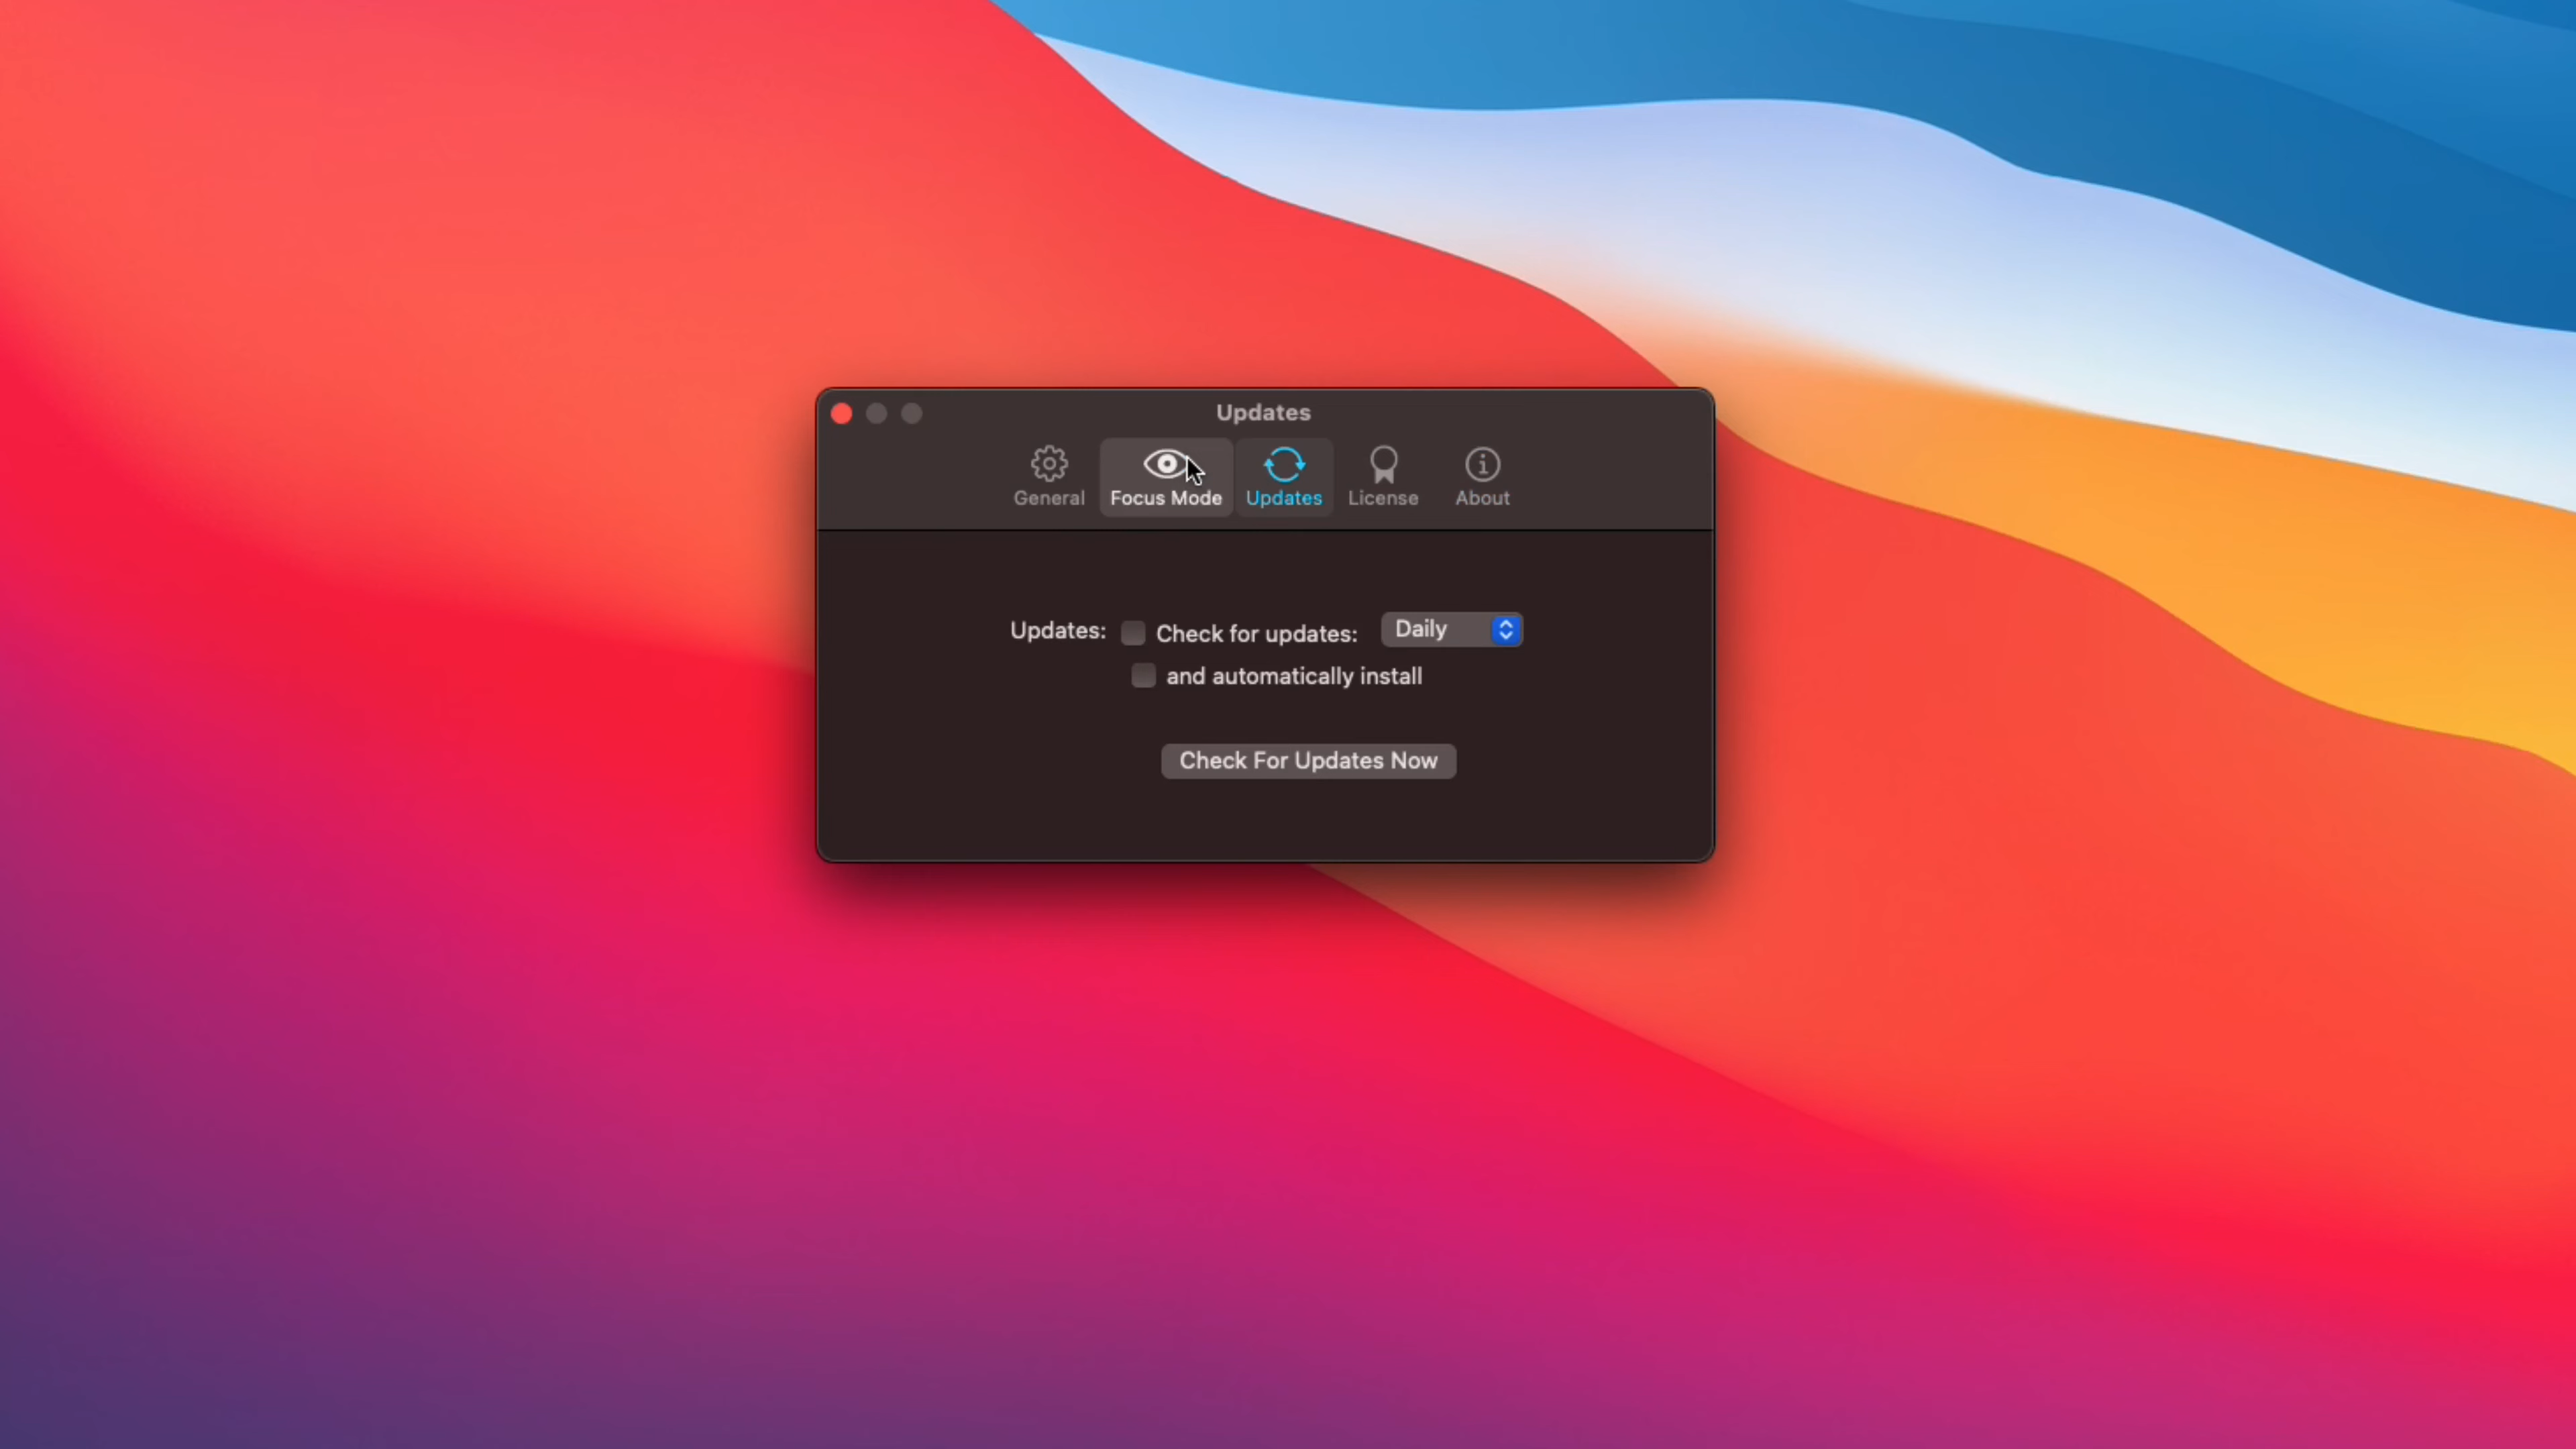 Updates
General Focus Mode Updates License About
Updates: Check for updates: Daily
and automatically install
Check For Updates Now